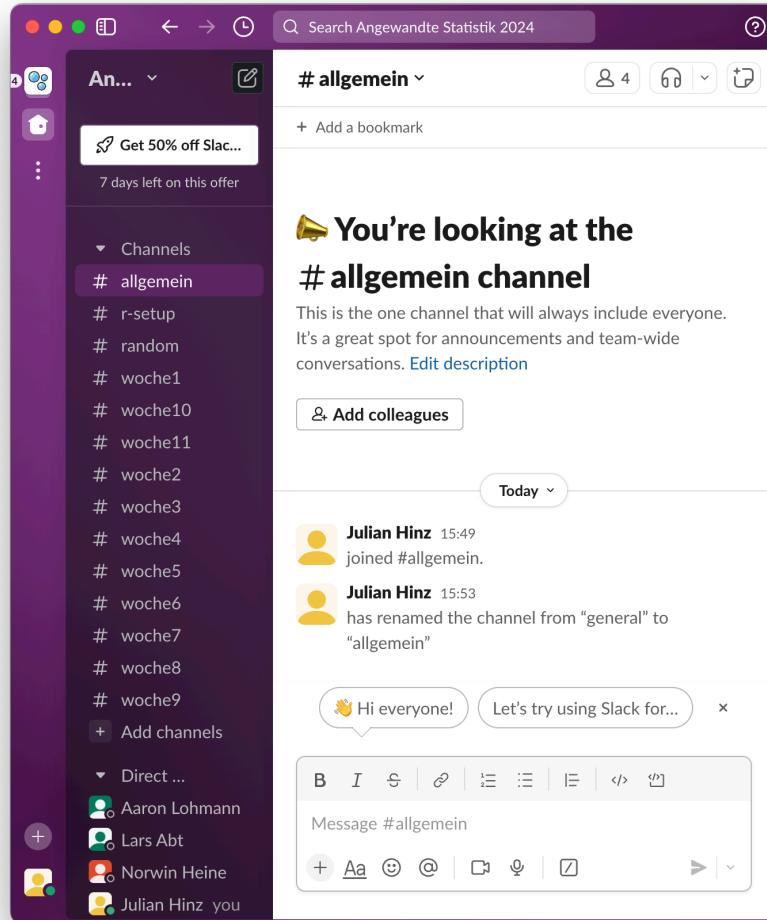 Search Angewandte Statistik 2024
4
An...
Get 50% off Slac...
7 days left on this offer
Channels
# allgemein
# r-setup
# random
# woche1
# woche10
# woche11
# woche2
# woche3
# woche4
# woche5
# woche6
# woche7
# woche8
# woche9
+ Add channels
Direct ...
Aaron Lohmann
Lars Abt
Norwin Heine
Julian Hinz you
# allgemein
4
+ Add a bookmark
You’re looking at the
# allgemein channel
This is the one channel that will always include everyone.
It’s a great spot for announcements and team-wide
conversations. Edit description
Add colleagues
Today
Julian Hinz 15:49
joined #allgemein.
Julian Hinz 15:53
has renamed the channel from “general” to
“allgemein”
👋 Hi everyone!
Let’s try using Slack for...
Message #allgemein
Aa